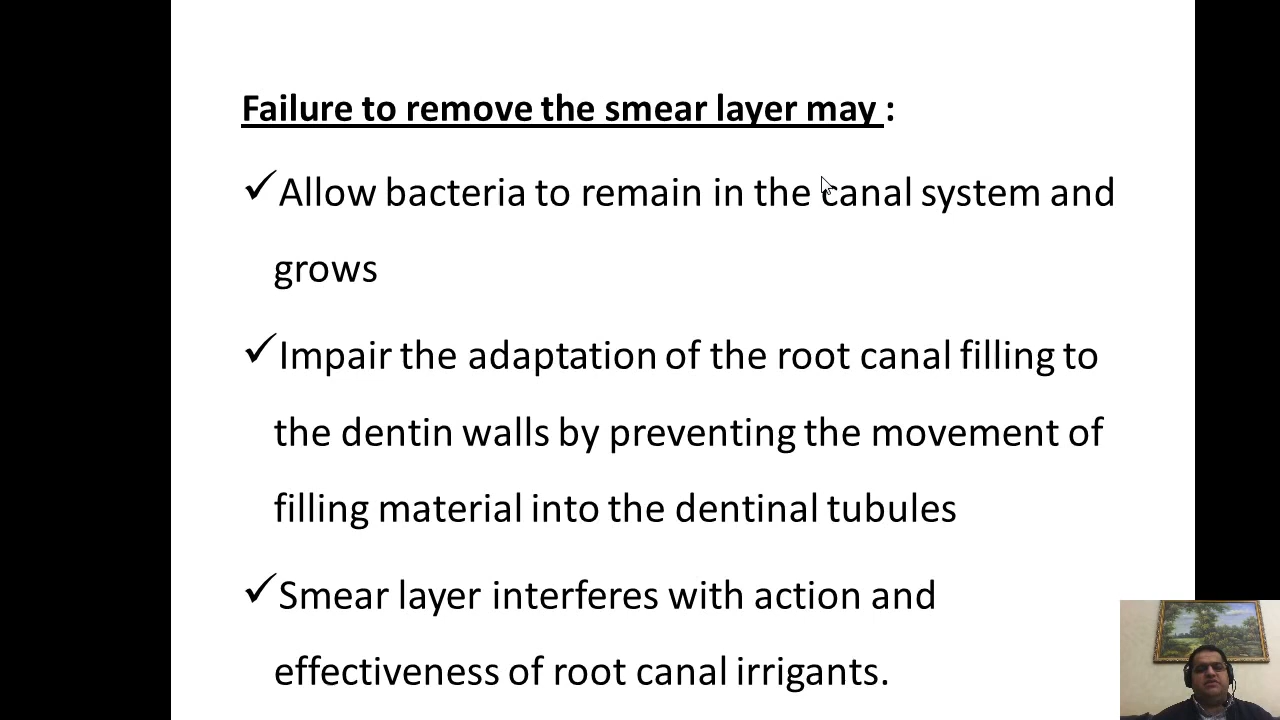 Failure to remove the smear layer may :
✓Allow bacteria to remain in the canal system and
grows
✓Impair the adaptation of the root canal filling to
the dentin walls by preventing the movement of
filling material into the dentinal tubules
✓Smear layer interferes with action and
effectiveness of root canal irrigants.